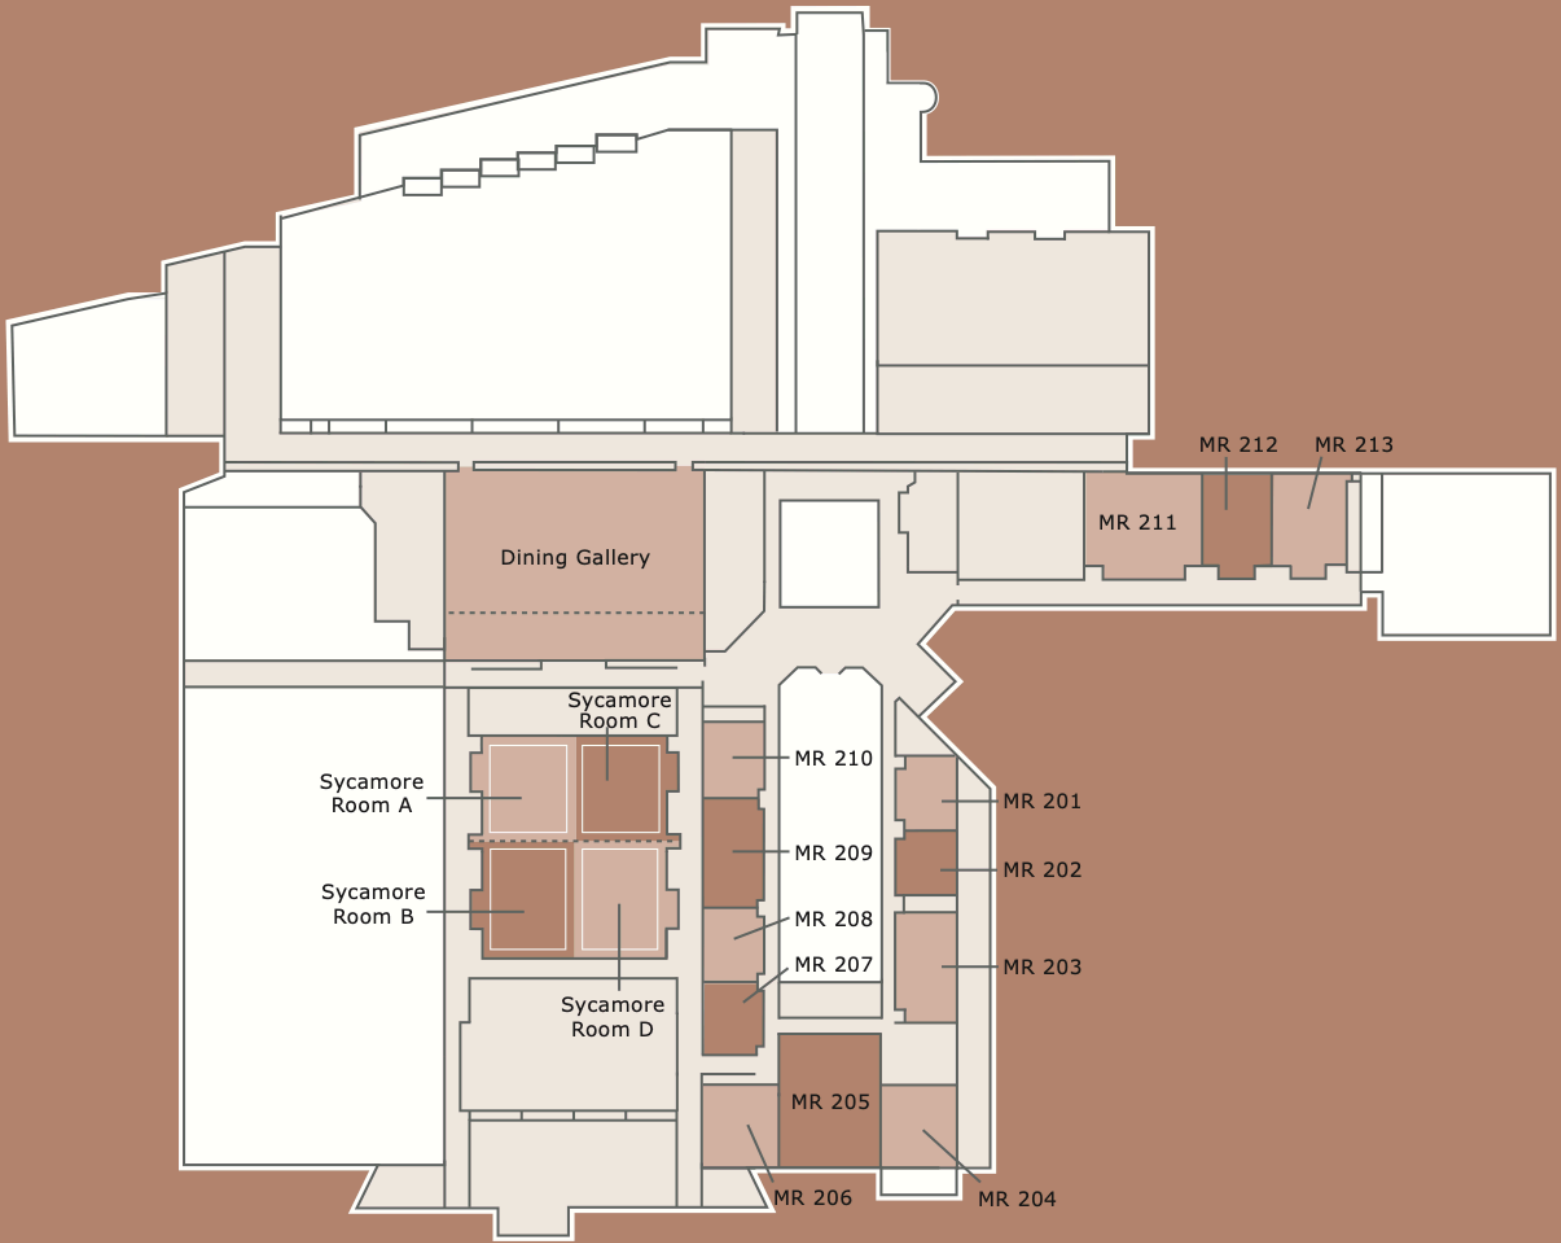 MR 212
MR 213
MR 211
Dining Gallery
Sycamore
Room C
MR 210
Sycamore
Room A
MR 201
MR 209
MR 202
Sycamore
Room B
MR 208
MR 207
MR 203
Sycamore
Room D
MR 205
MR 206
MR 204